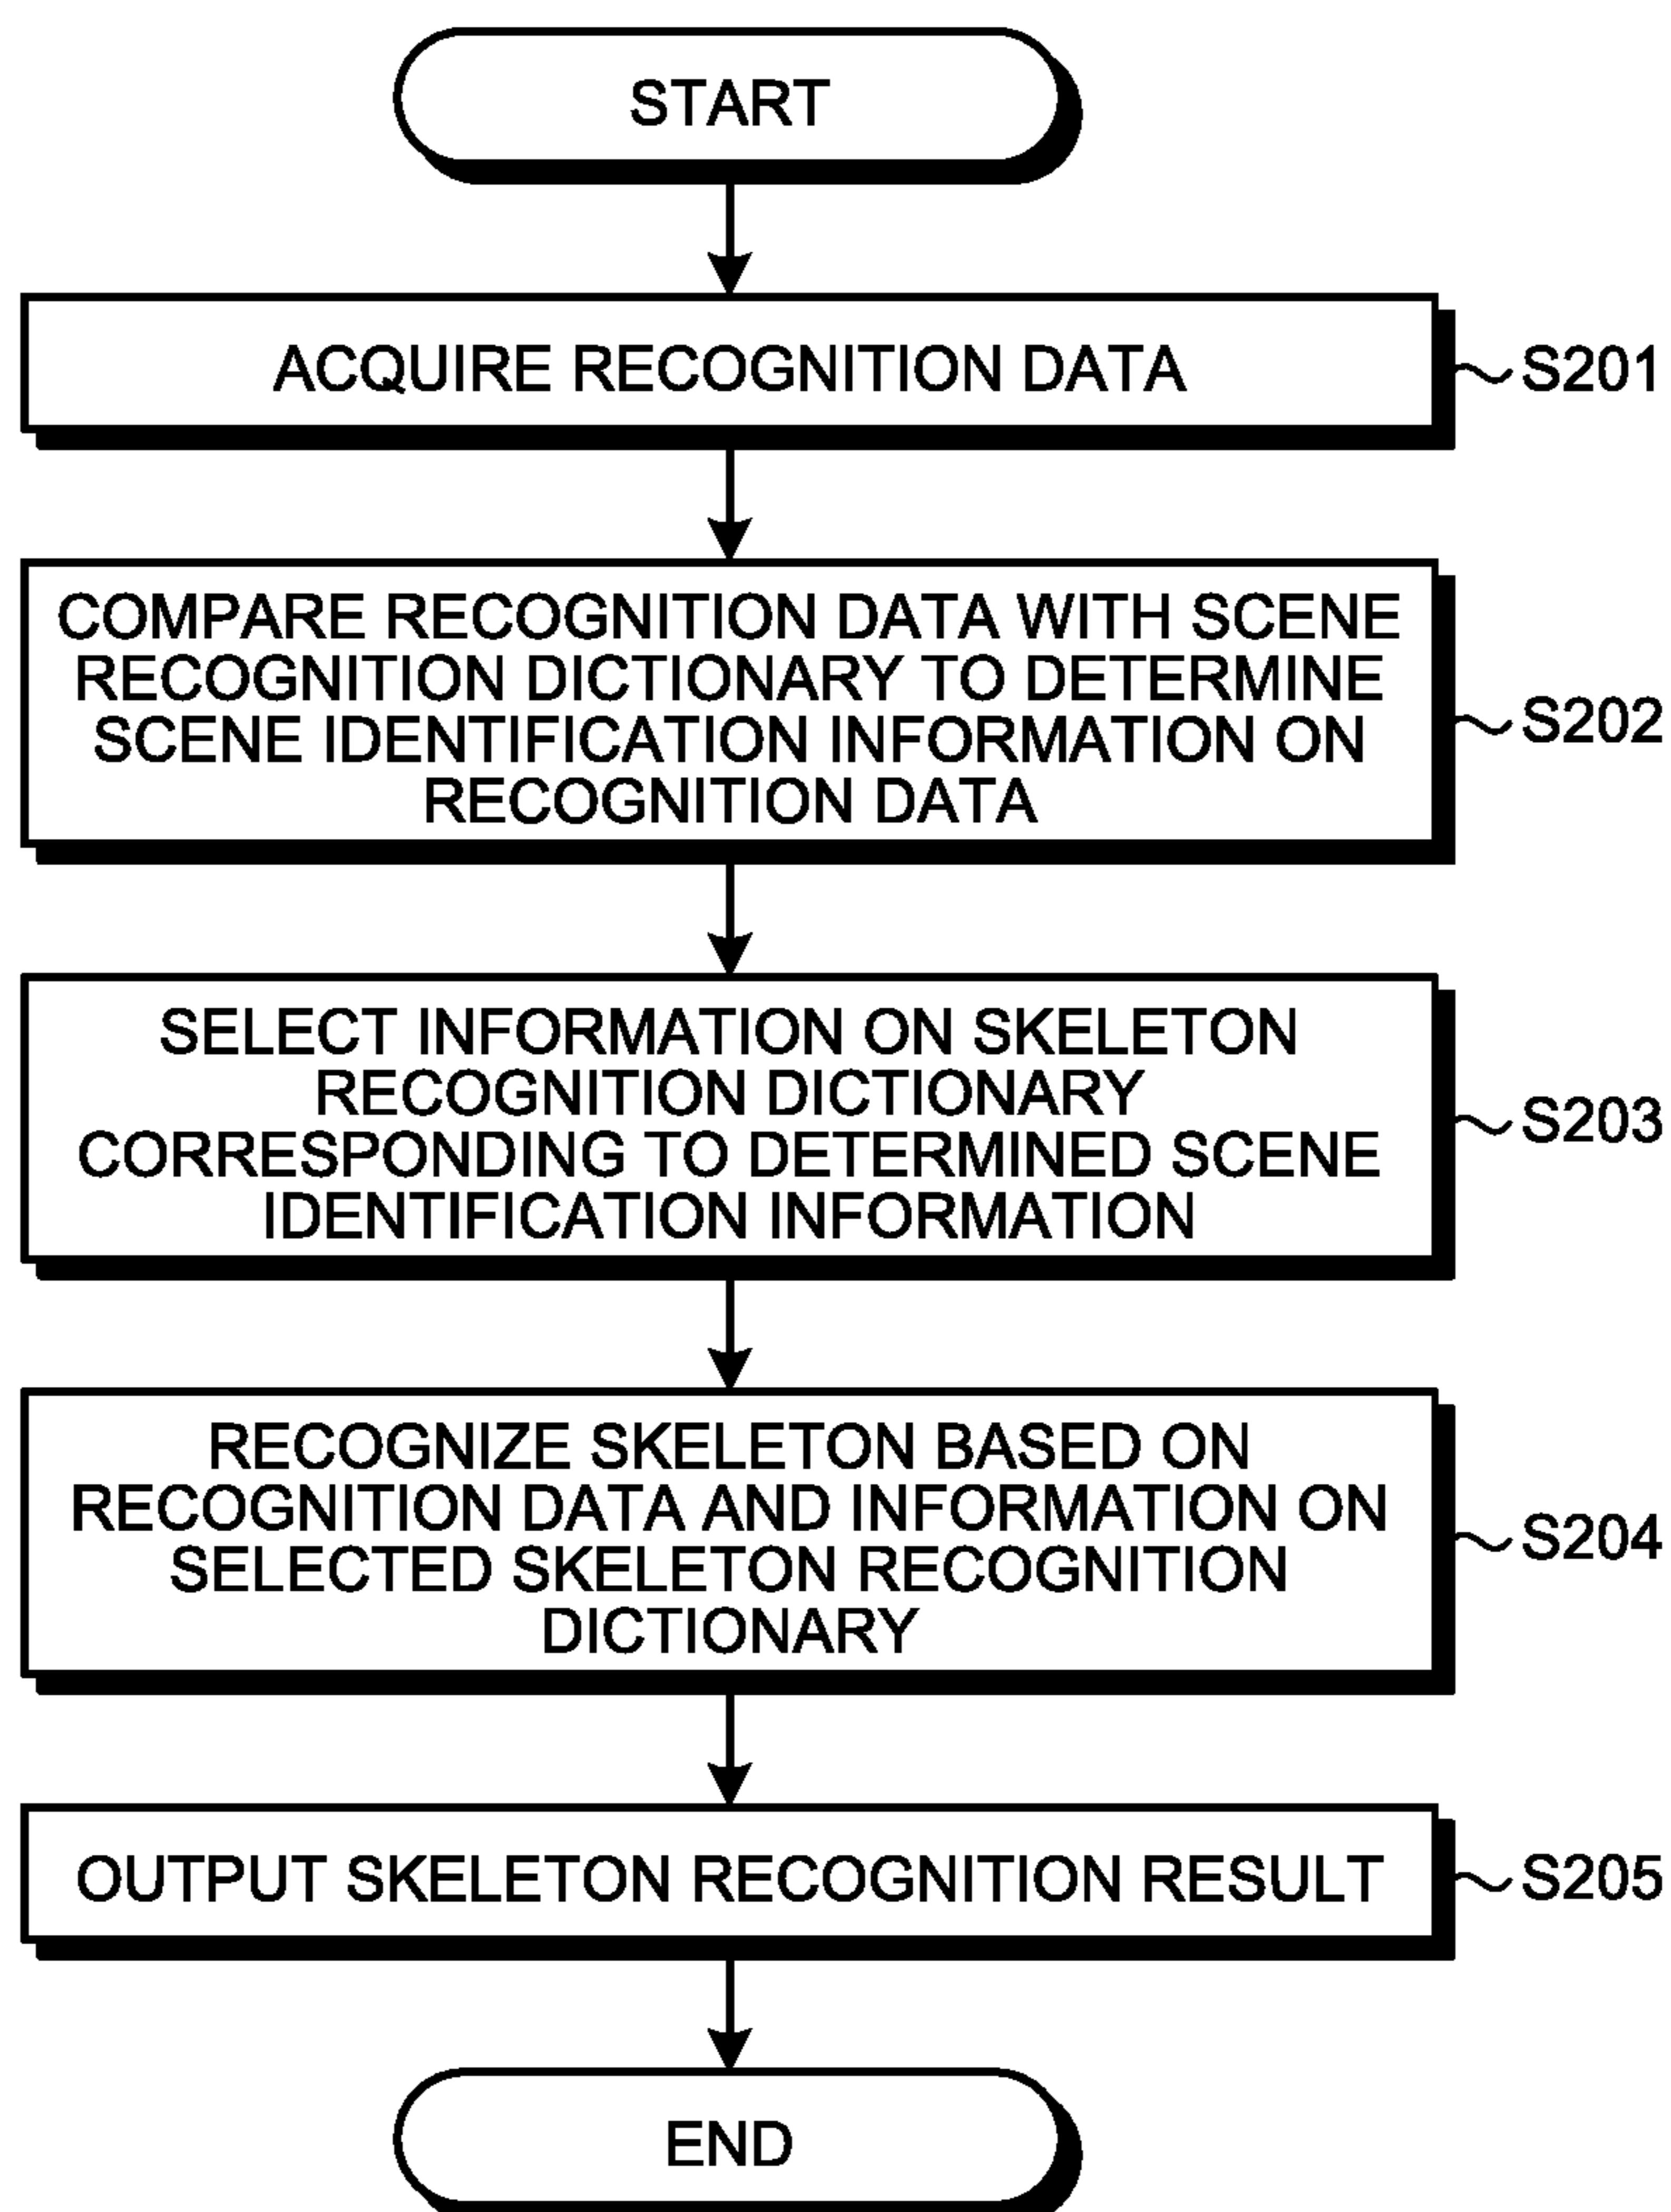 START
ACQUIRE RECOGNITION DATA
S201
COMPARE RECOGNITION DATA WITH SCENE
RECOGNITION DICTIONARY TO DETERMINE
SCENE IDENTIFICATION INFORMATION ON
RECOGNITION DATA
S202
SELECT INFORMATION ON SKELETON
RECOGNITION DICTIONARY
CORRESPONDING TO DETERMINED SCENE
IDENTIFICATION INFORMATION
S203
RECOGNIZE SKELETON BASED ON
RECOGNITION DATA AND INFORMATION ON
SELECTED SKELETON RECOGNITION
DICTIONARY
S204
OUTPUT SKELETON RECOGNITION RESULT
S205
END